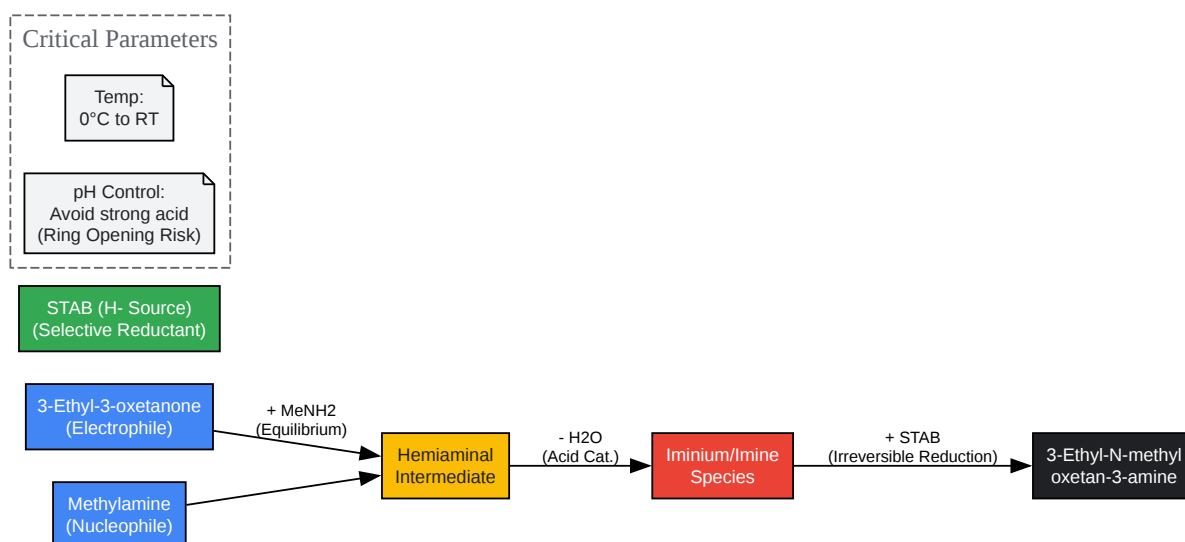 Critical Parameters
Temp:
0°C to RT
pH Control:
Avoid strong acid
(Ring Opening Risk)
STAB (H- Source)
(Selective Reductant)
3-Ethyl-3-oxetanone
(Electrophile)
+ MeNH2
(Equilibrium)
Methylamine
(Nucleophile)
Hemiaminal
Intermediate
- H2O
(Acid Cat.)
Iminium/Imine
Species
+ STAB
(Irreversible Reduction)
3-Ethyl-N-methyl
oxetan-3-amine